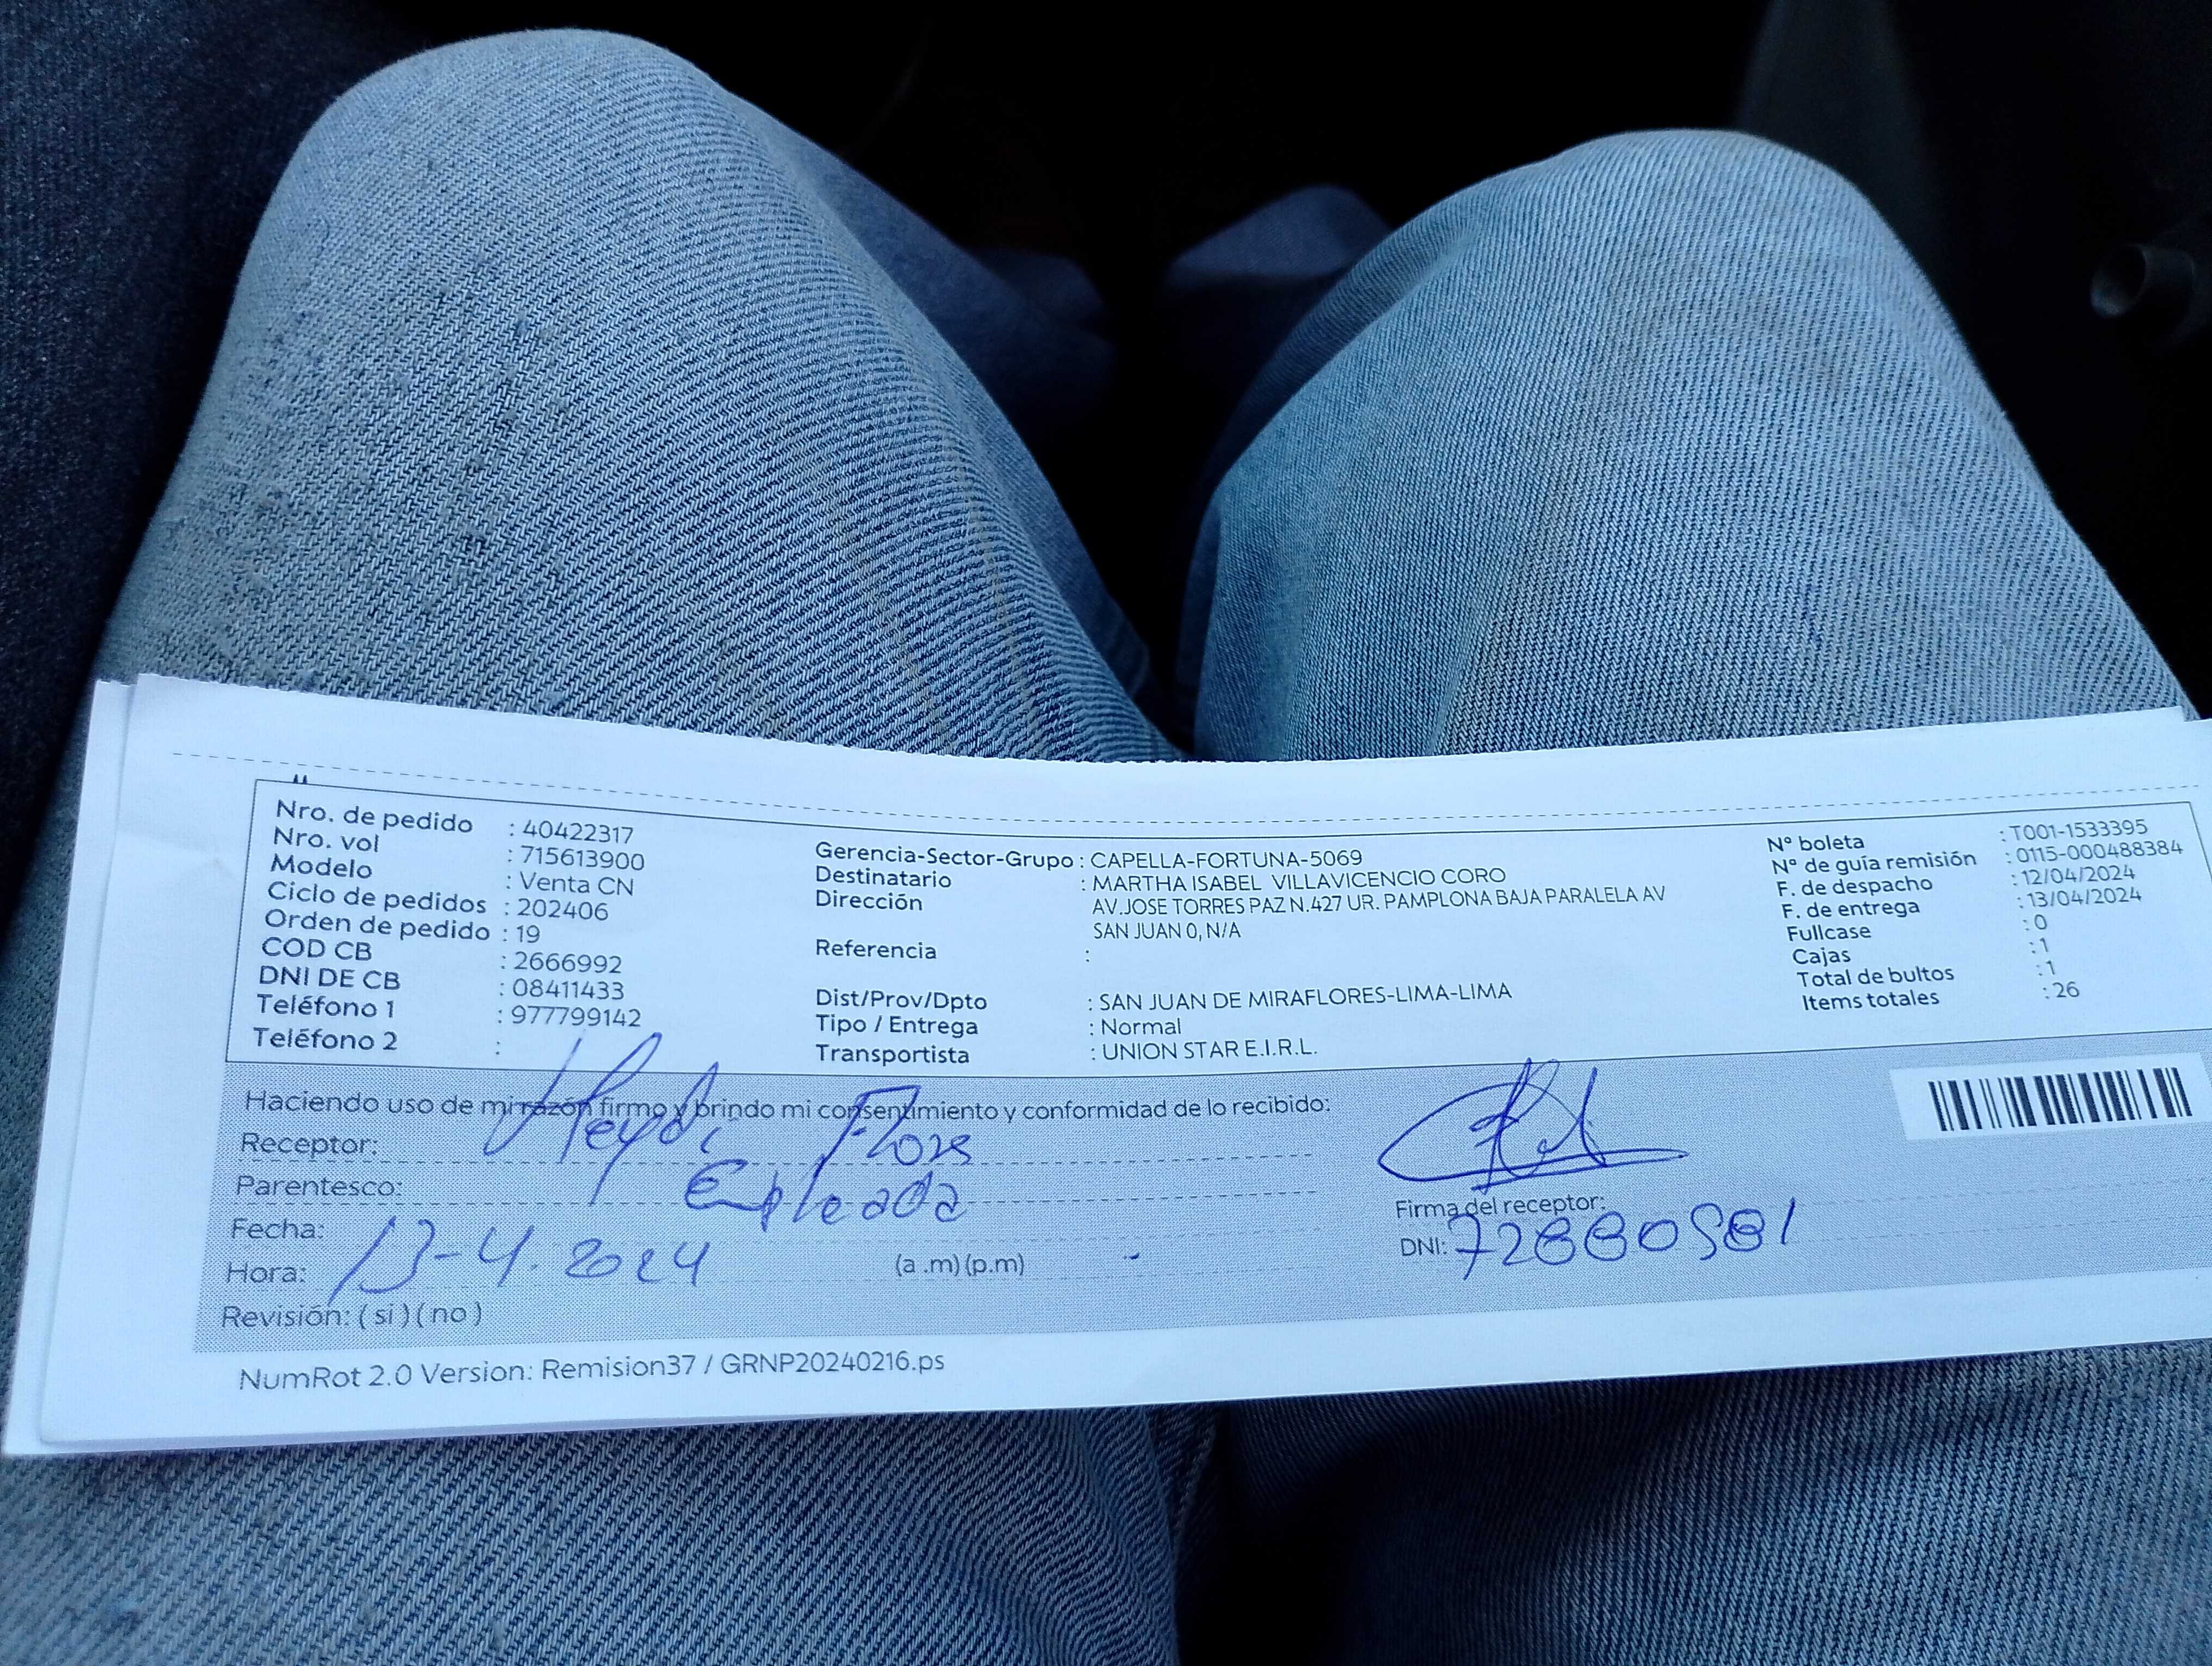 Nro. de pedido : 40422317
Nro. vol : 715613900
Modelo : Venta CN
Ciclo de pedidos : 202406
Orden de pedido : 19
COD CB : 2666992
DNI DE CB : 08411433
Teléfono 1 : 977799142
Teléfono 2 :
Gerencia-Sector-Grupo : CAPELLA-FORTUNA-5069
Destinatario : MARTHA ISABEL VILLAVICENCIO CORO
Dirección AV.JOSE TORRES PAZ N.427 UR. PAMPLONA BAJA PARALELA AV
SAN JUAN 0, N/A
Referencia :
Dist/Prov/Dpto : SAN JUAN DE MIRAFLORES-LIMA-LIMA
Tipo / Entrega : Normal
Transportista : UNION STAR E.I.R.L.
N° boleta : T001-1533395
N° de guía remisión : 0115-000488384
F. de despacho : 12/04/2024
F. de entrega : 13/04/2024
Fullcase : 0
Cajas : 1
Total de bultos : 1
Items totales : 26
Haciendo uso de mi razón firmo y brindo mi consentimiento y conformidad de lo recibido:
Receptor: Heydi Flores
Parentesco: Empleada
Fecha: 13-4-2024
Hora: (a .m) (p.m)
Revisión: ( si ) ( no )
Firma del receptor:
DNI: 72880581
NumRot 2.0 Version: Remision37 / GRNP20240216.ps